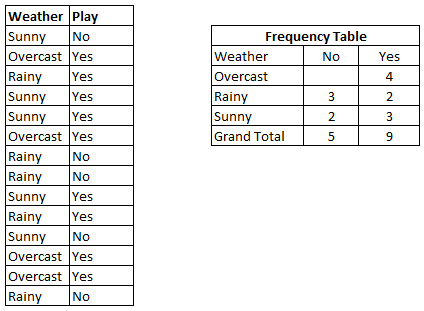 Weather Play
Sunny No
Overcast Yes
Rainy Yes
Sunny Yes
Sunny Yes
Overcast Yes
Rainy No
Rainy No
Sunny Yes
Rainy Yes
Sunny No
Overcast Yes
Overcast Yes
Rainy No
Frequency Table
Weather No Yes
Overcast 4
Rainy 3 2
Sunny 2 3
Grand Total 5 9